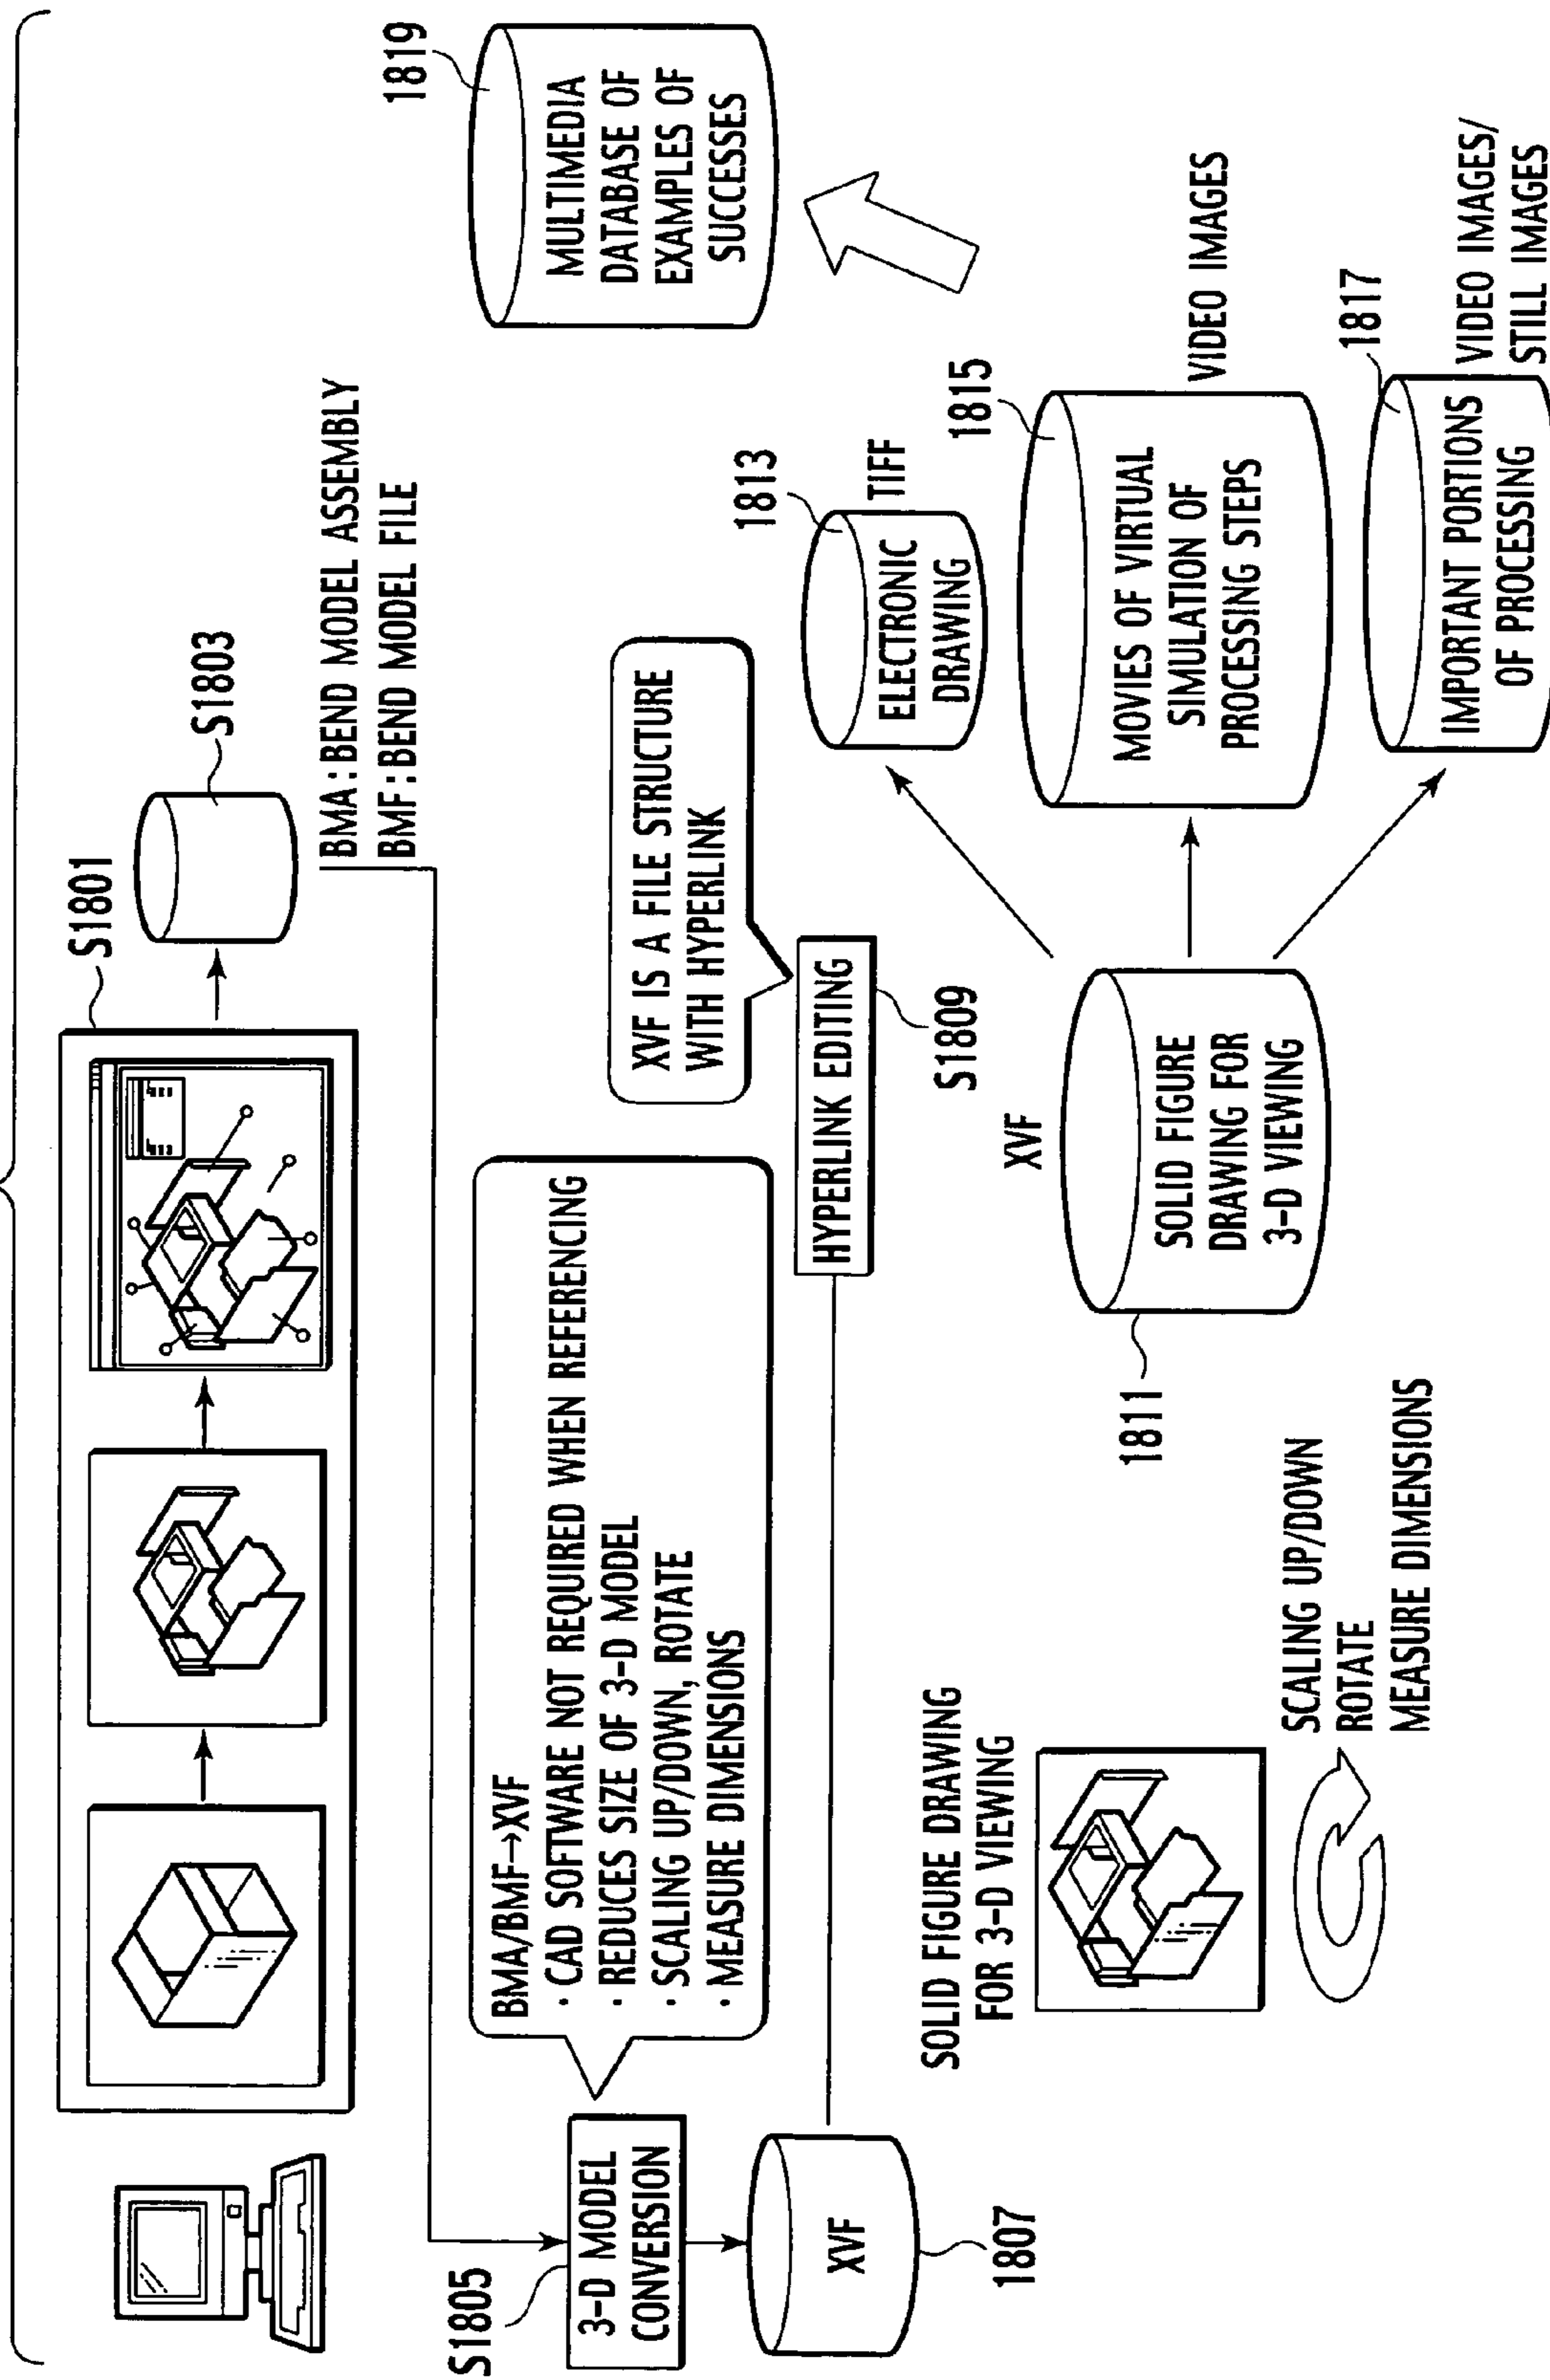 S1801
S1803
BMA:BEND MODEL ASSEMBLY
BMF:BEND MODEL FILE
1819
MULTIMEDIA
DATABASE OF
EXAMPLES OF
SUCCESSES
S1805
3-D MODEL
CONVERSION
BMA/BMF→XVF
· CAD SOFTWARE NOT REQUIRED WHEN REFERENCING
· REDUCES SIZE OF 3-D MODEL
· SCALING UP/DOWN, ROTATE
· MEASURE DIMENSIONS
XVF IS A FILE STRUCTURE
WITH HYPERLINK
HYPERLINK EDITING
S1809
XVF
1807
SOLID FIGURE DRAWING
FOR 3-D VIEWING
SCALING UP/DOWN
ROTATE
MEASURE DIMENSIONS
XVF
SOLID FIGURE
DRAWING FOR
3-D VIEWING
1811
1813
ELECTRONIC
DRAWING
TIFF
1815
MOVIES OF VIRTUAL
SIMULATION OF
PROCESSING STEPS
VIDEO IMAGES
1817
IMPORTANT PORTIONS
OF PROCESSING
VIDEO IMAGES/
STILL IMAGES